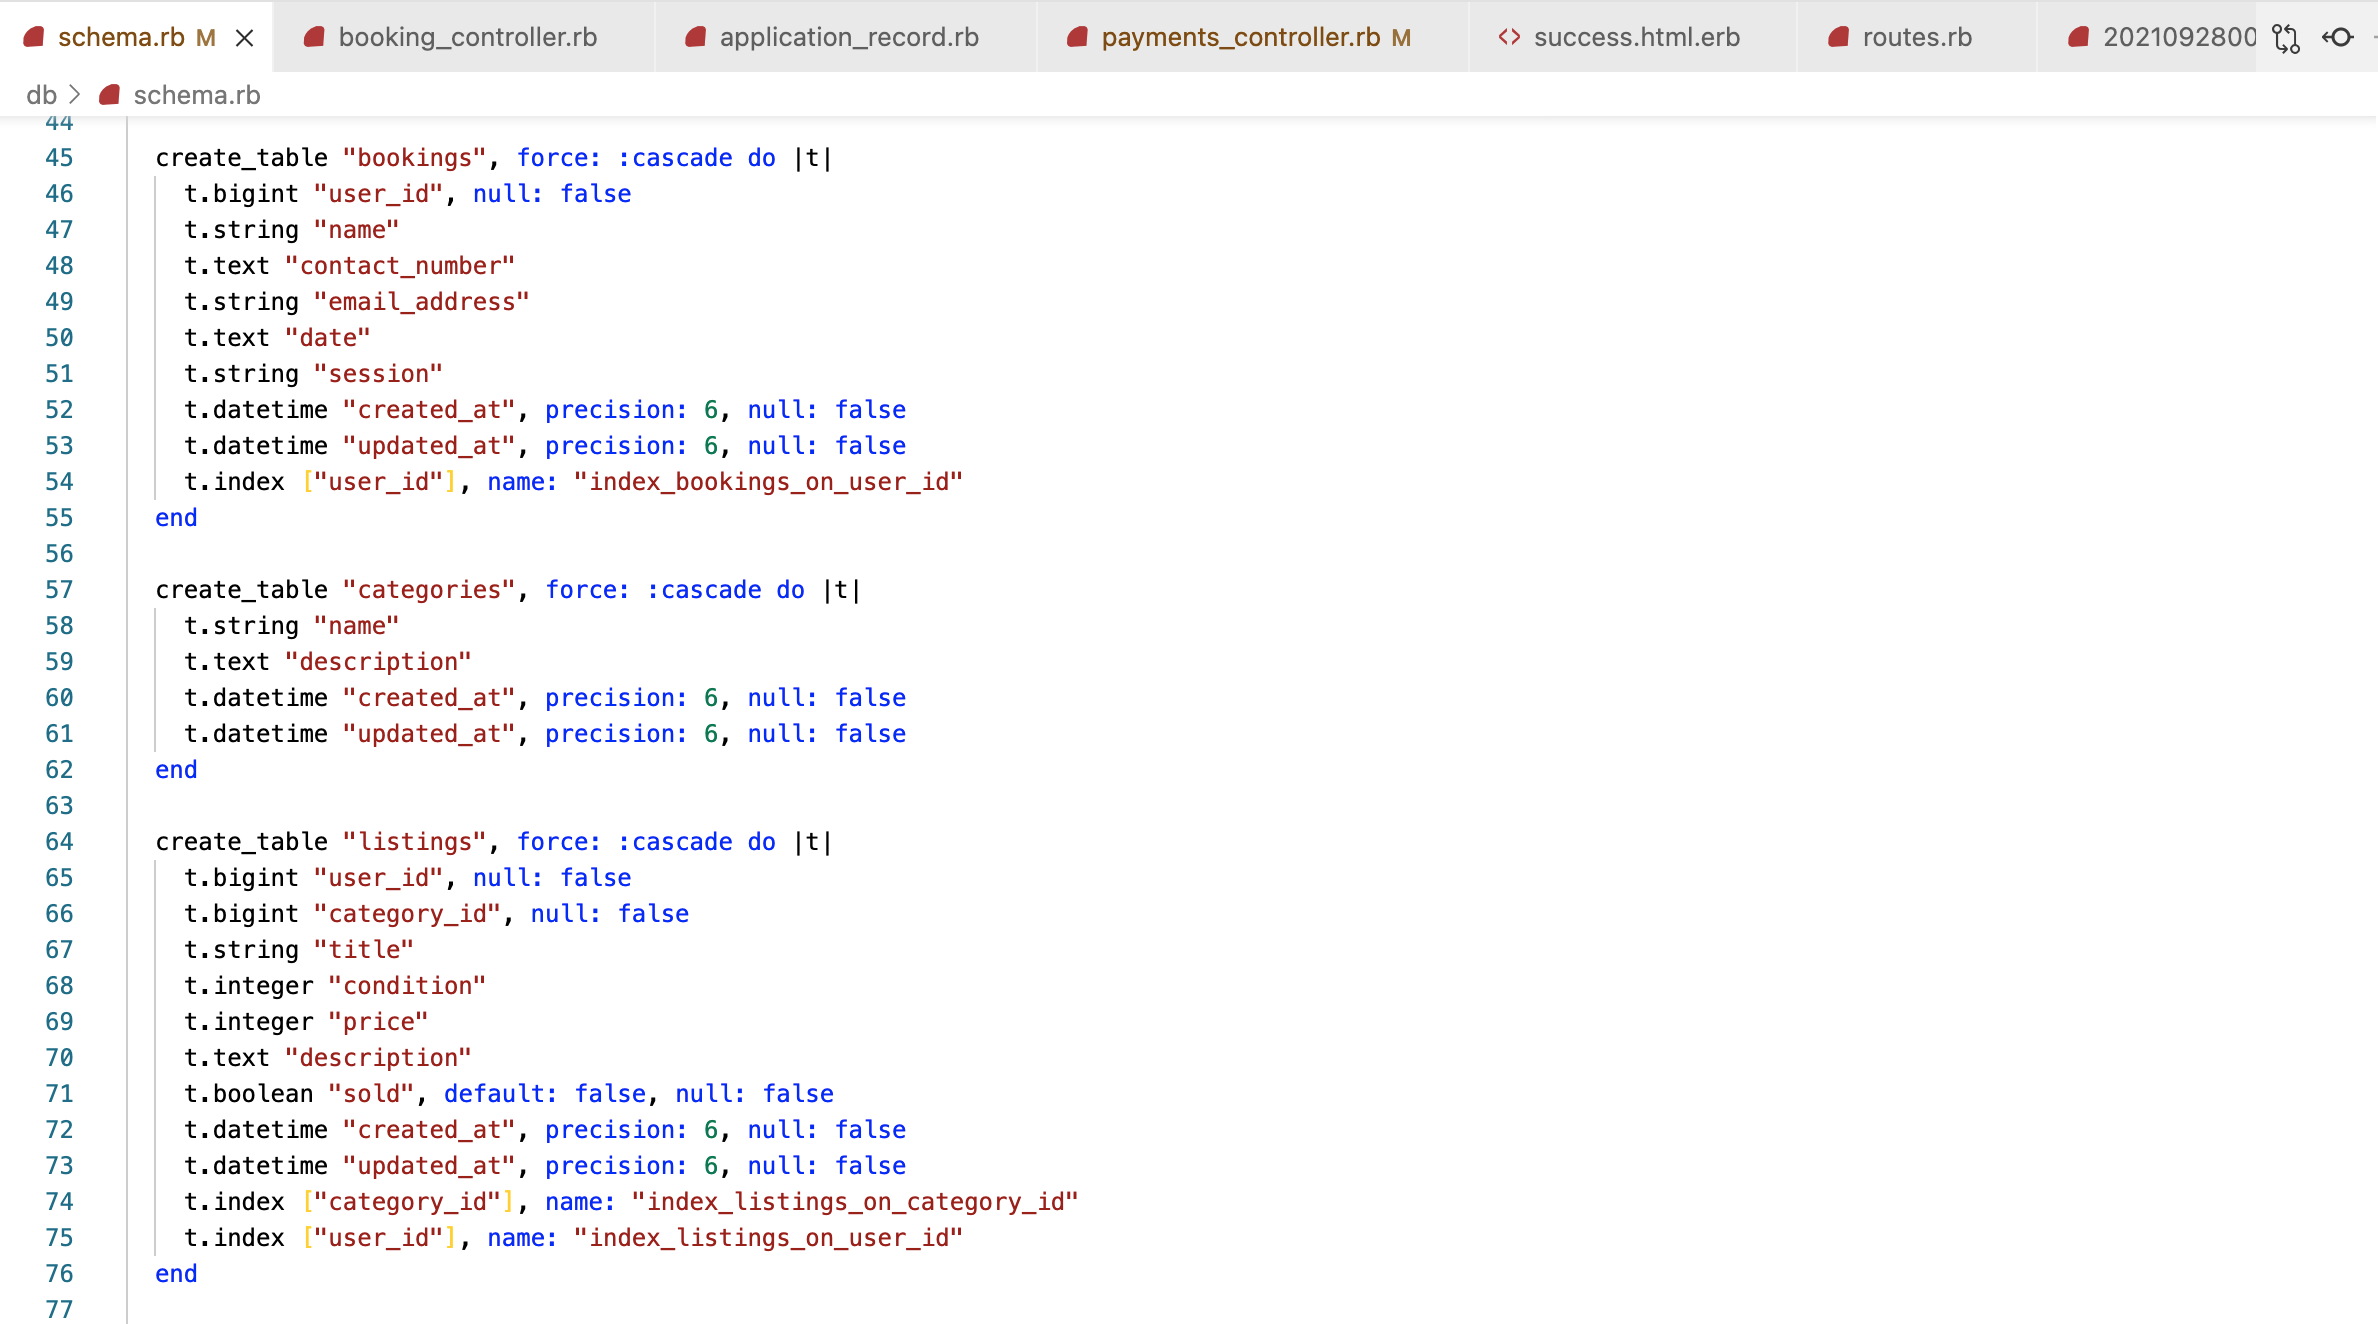 schema.rb M booking_controller.rb application_record.rb payments_controller.rb M <> success.html.erb routes.rb 2021092800
db > schema.rb
44
45 create_table "bookings", force: :cascade do |t|
46 t.bigint "user_id", null: false
47 t.string "name"
48 t.text "contact_number"
49 t.string "email_address"
50 t.text "date"
51 t.string "session"
52 t.datetime "created_at", precision: 6, null: false
53 t.datetime "updated_at", precision: 6, null: false
54 t.index ["user_id"], name: "index_bookings_on_user_id"
55 end
56
57 create_table "categories", force: :cascade do |t|
58 t.string "name"
59 t.text "description"
60 t.datetime "created_at", precision: 6, null: false
61 t.datetime "updated_at", precision: 6, null: false
62 end
63
64 create_table "listings", force: :cascade do |t|
65 t.bigint "user_id", null: false
66 t.bigint "category_id", null: false
67 t.string "title"
68 t.integer "condition"
69 t.integer "price"
70 t.text "description"
71 t.boolean "sold", default: false, null: false
72 t.datetime "created_at", precision: 6, null: false
73 t.datetime "updated_at", precision: 6, null: false
74 t.index ["category_id"], name: "index_listings_on_category_id"
75 t.index ["user_id"], name: "index_listings_on_user_id"
76 end
77